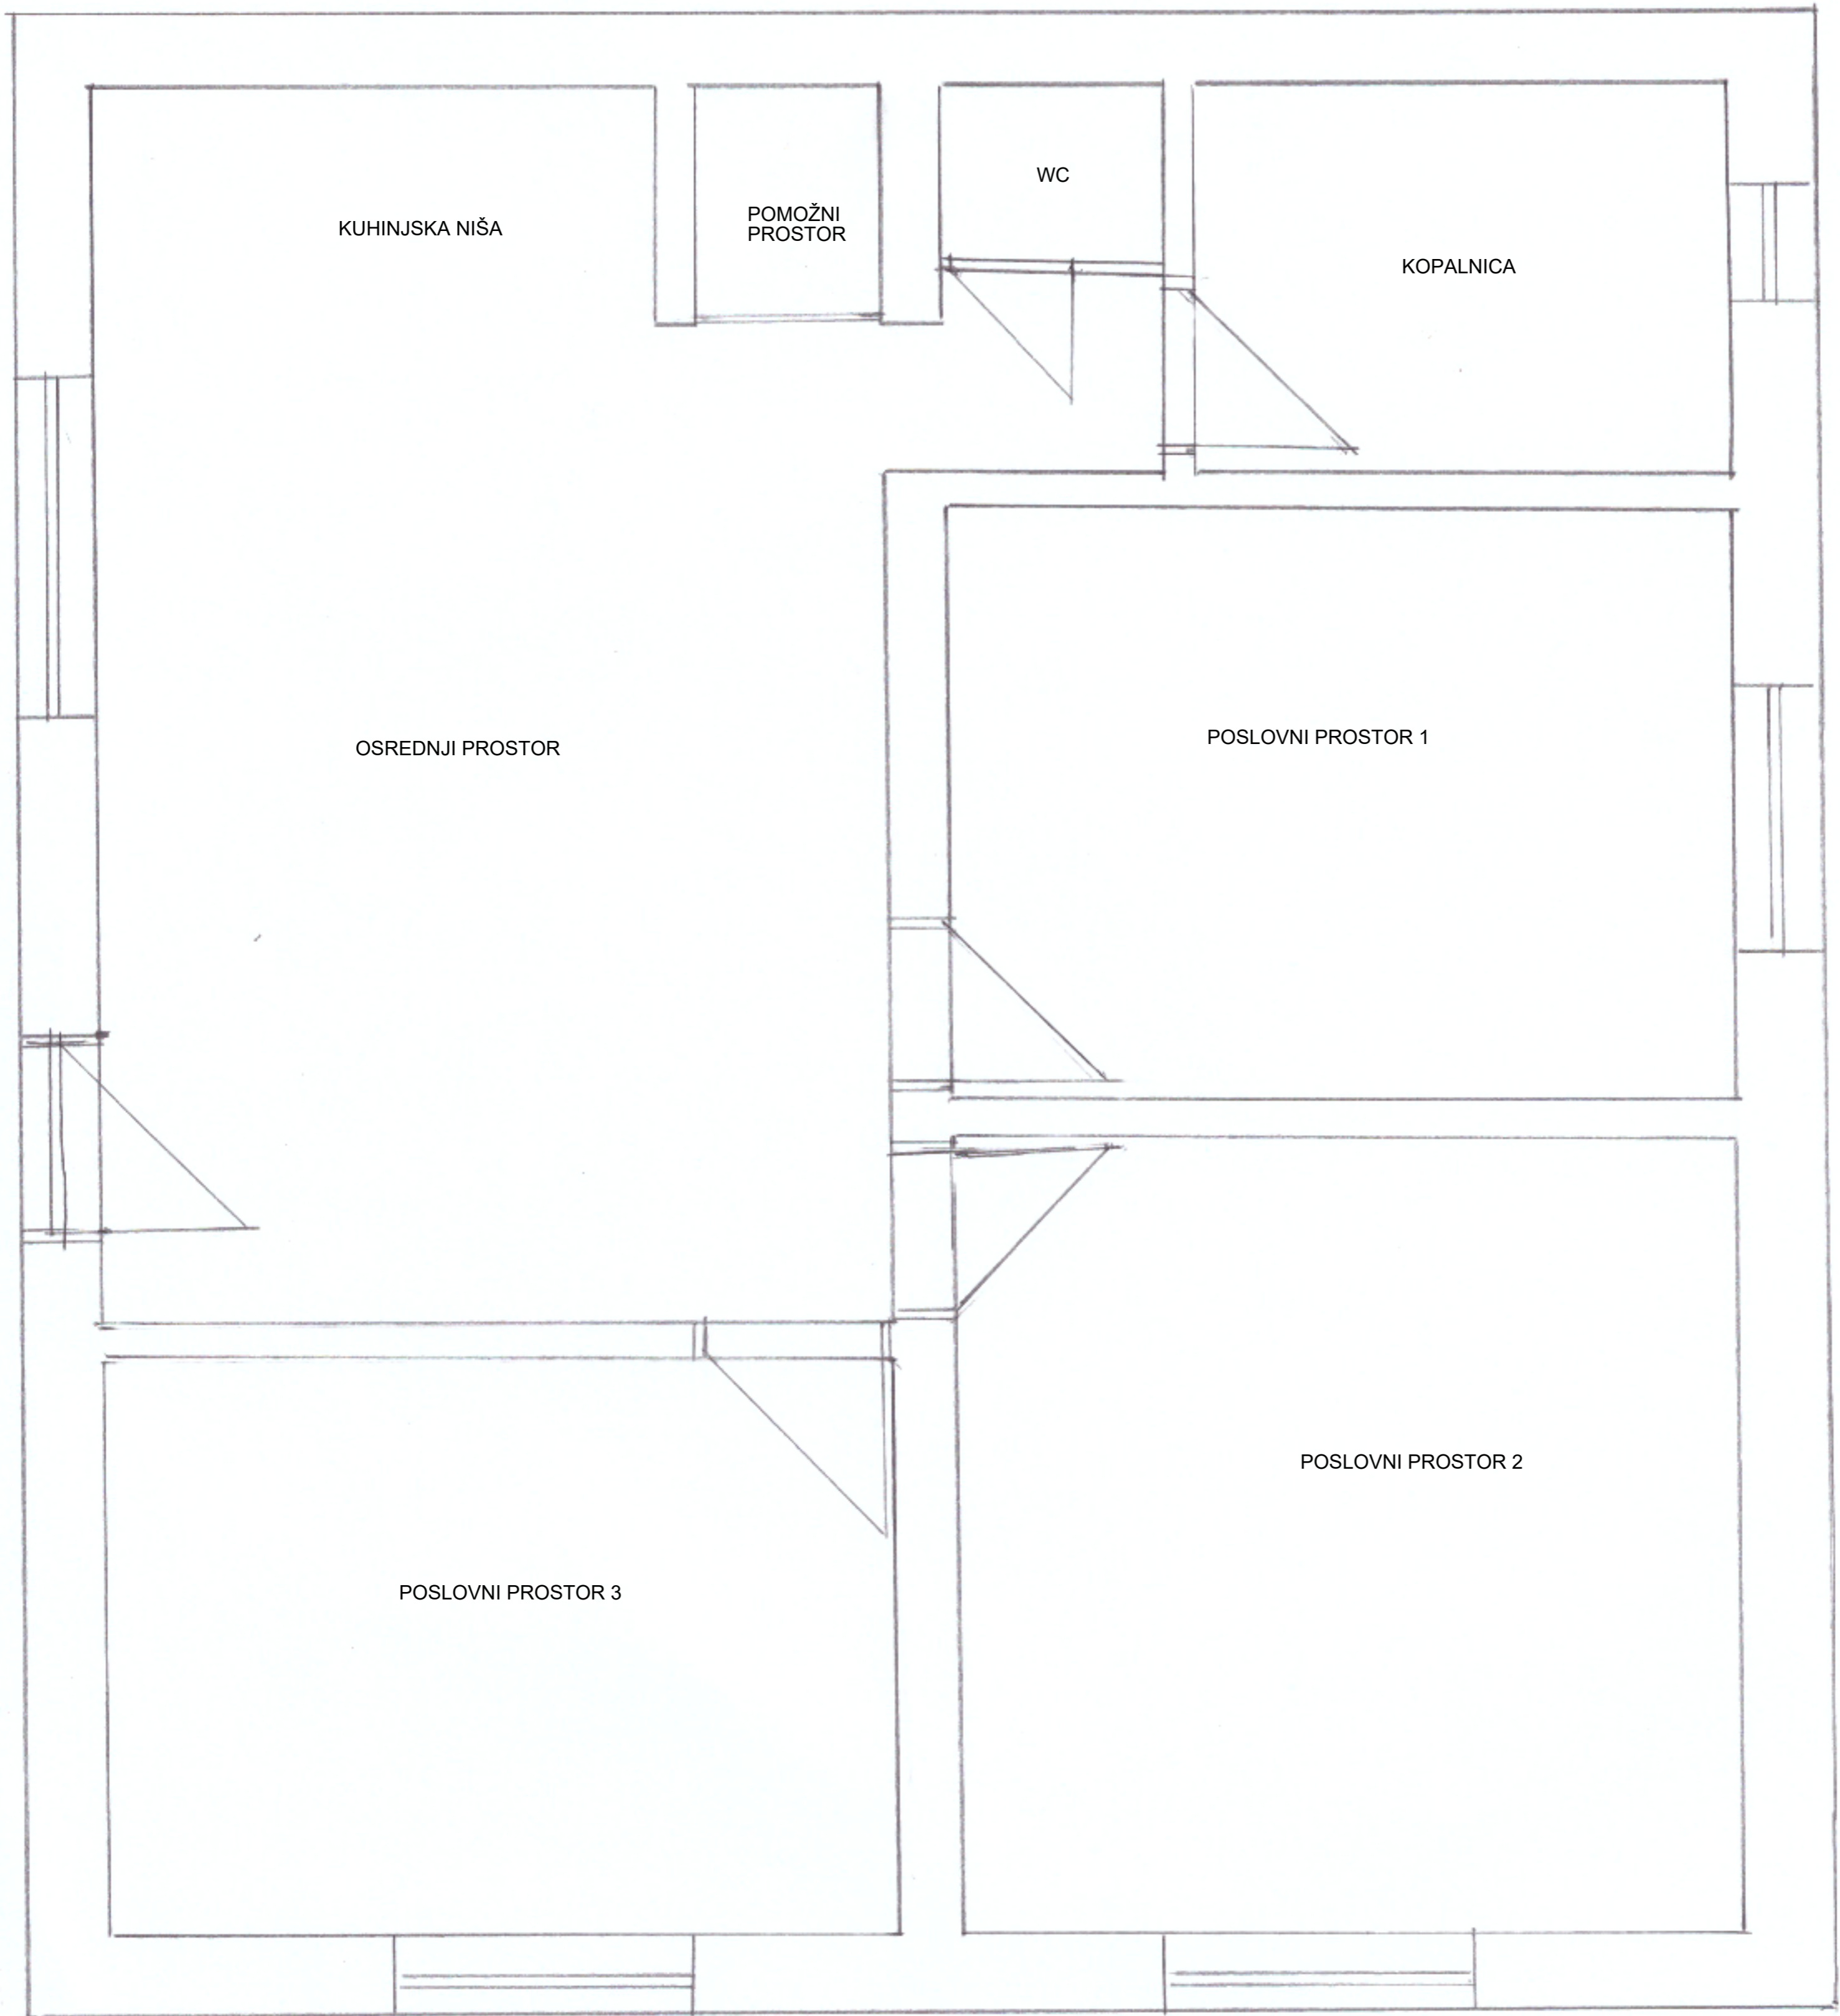 WC
KUHINJSKA NIŠA
POMOŽNI
PROSTOR
KOPALNICA
OSREDNJI PROSTOR
POSLOVNI PROSTOR 1
POSLOVNI PROSTOR 2
POSLOVNI PROSTOR 3